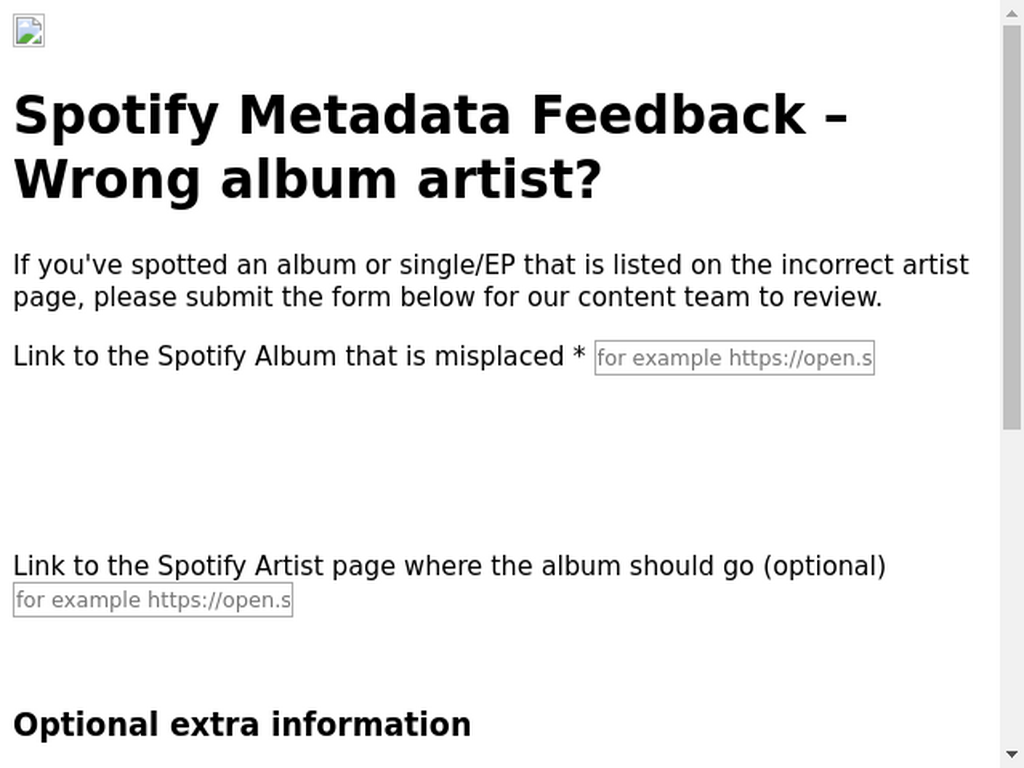 Spotify Metadata Feedback –
Wrong album artist?
If you've spotted an album or single/EP that is listed on the incorrect artist
page, please submit the form below for our content team to review.
Link to the Spotify Album that is misplaced * for example https://open.s
Link to the Spotify Artist page where the album should go (optional)
for example https://open.s
Optional extra information